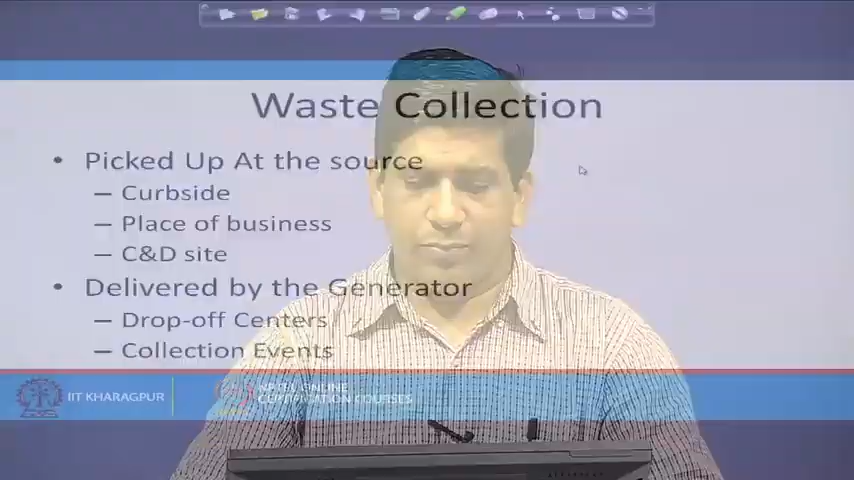 Waste Collection
• Picked Up At the source
– Curbside
– Place of business
– C&D site
• Delivered by the Generator
– Drop-off Centers
– Collection Events
IIT KHARAGPUR
NPTEL ONLINE
CERTIFICATION COURSES